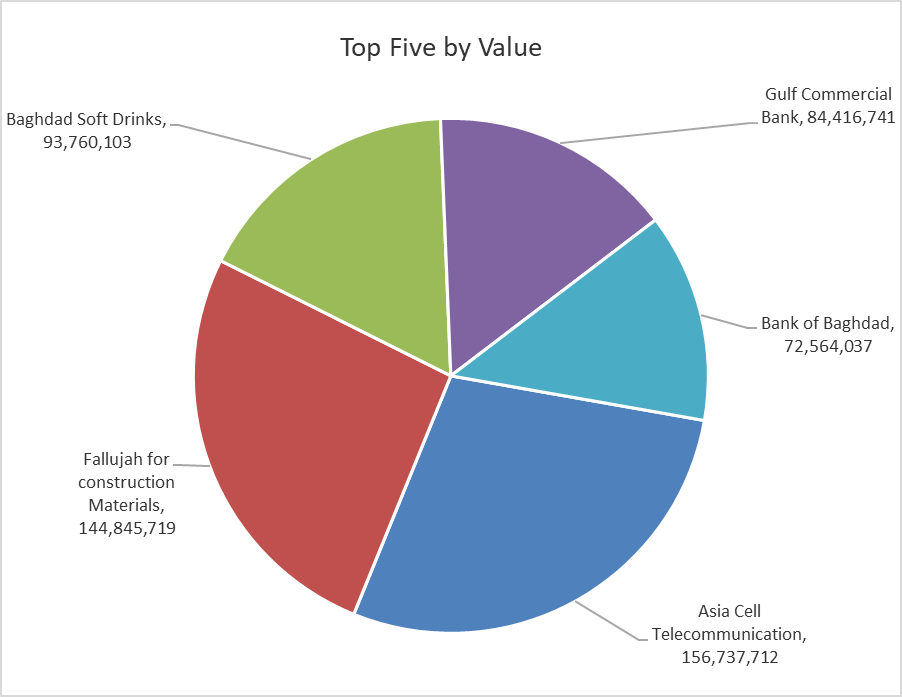 Top Five by Value
Gulf Commercial
Bank, 84,416,741
Baghdad Soft Drinks,
93,760,103
Bank of Baghdad,
72,564,037
Fallujah for
construction
Materials,
144,845,719
Asia Cell
Telecommunication,
156,737,712